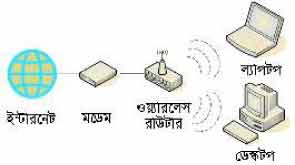 ল্যাপটপ
ইন্টারনেট
মডেম
ওয়্যারলেস
রাউটার
ডেস্কটপ